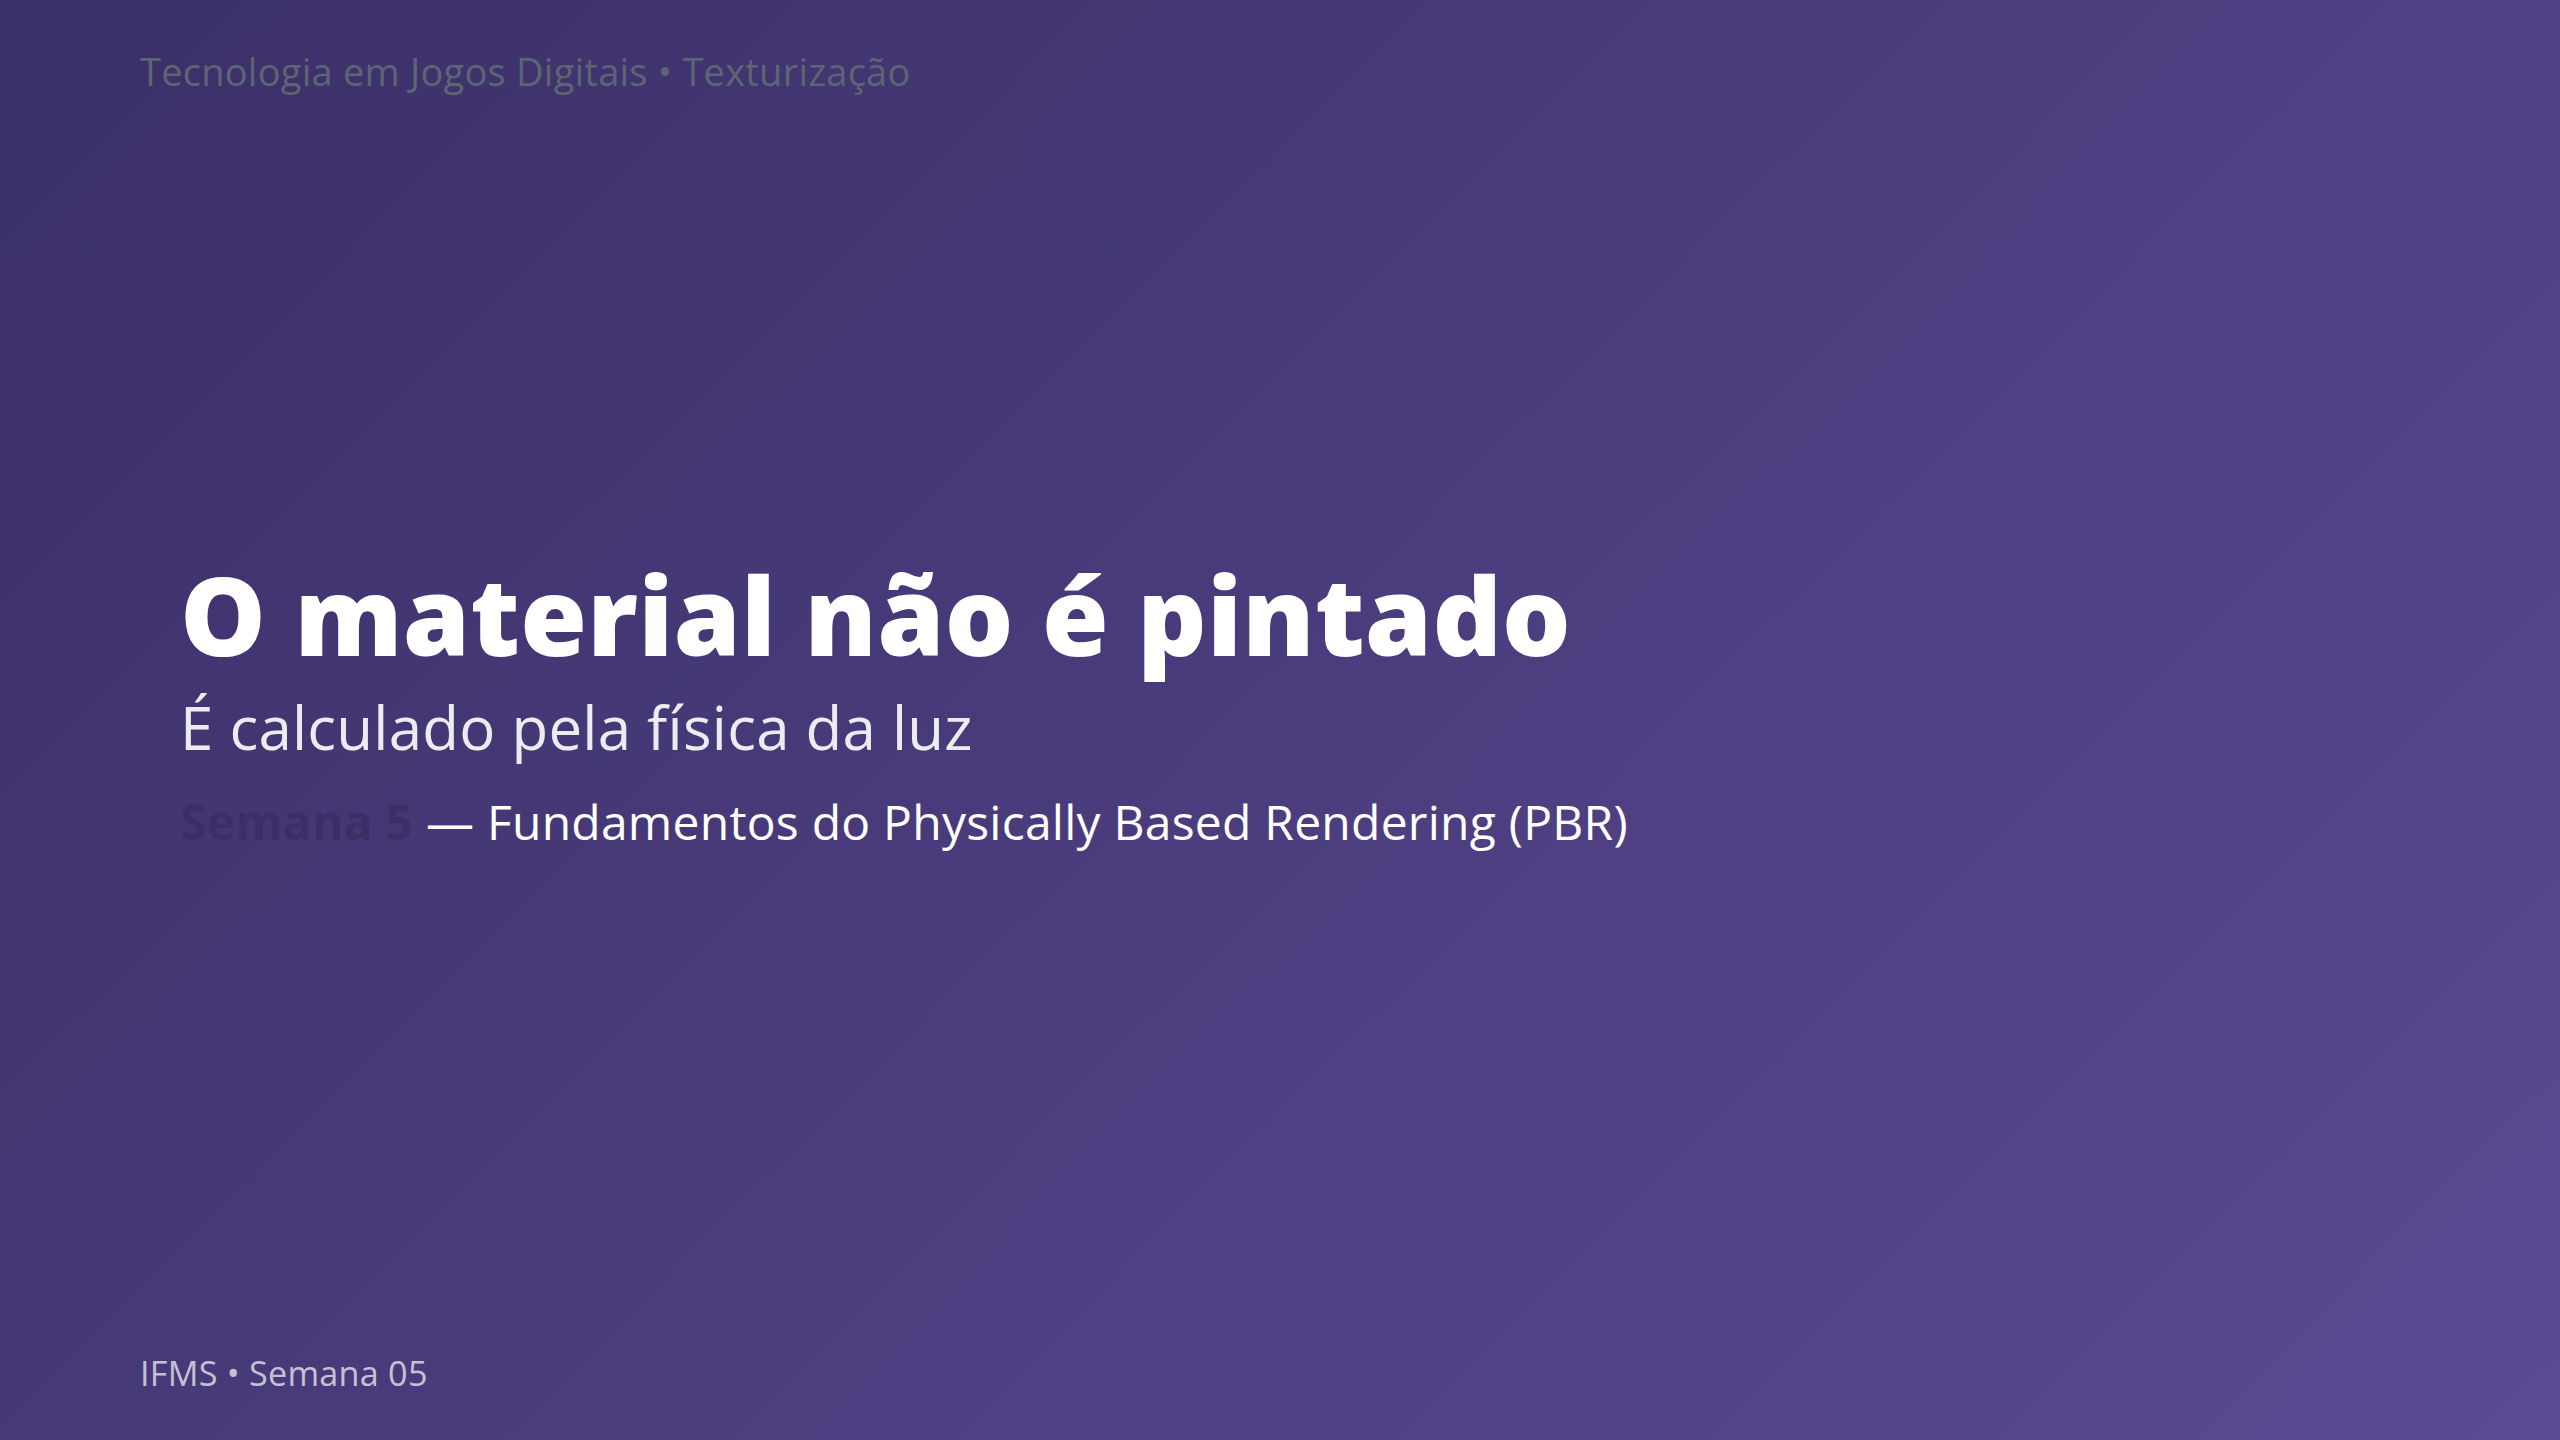 Tecnologia em Jogos Digitais • Texturização
O material não é pintado
É calculado pela física da luz
Semana 5 — Fundamentos do Physically Based Rendering (PBR)
IFMS • Semana 05